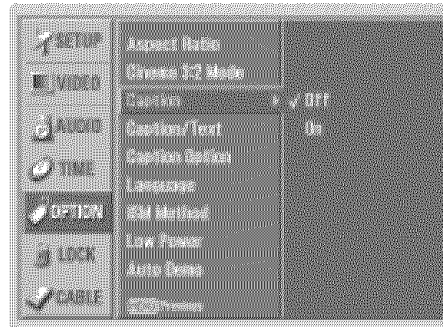 SETUP
VIDEO
AUDIO
TIME
OPTION
LOCK
CABLE
Aspect Ratio
Cinema 3:2 Mode
Caption
Caption/Text
Caption Option
Language
ISM Method
Low Power
Auto Demo
✓ Off
On